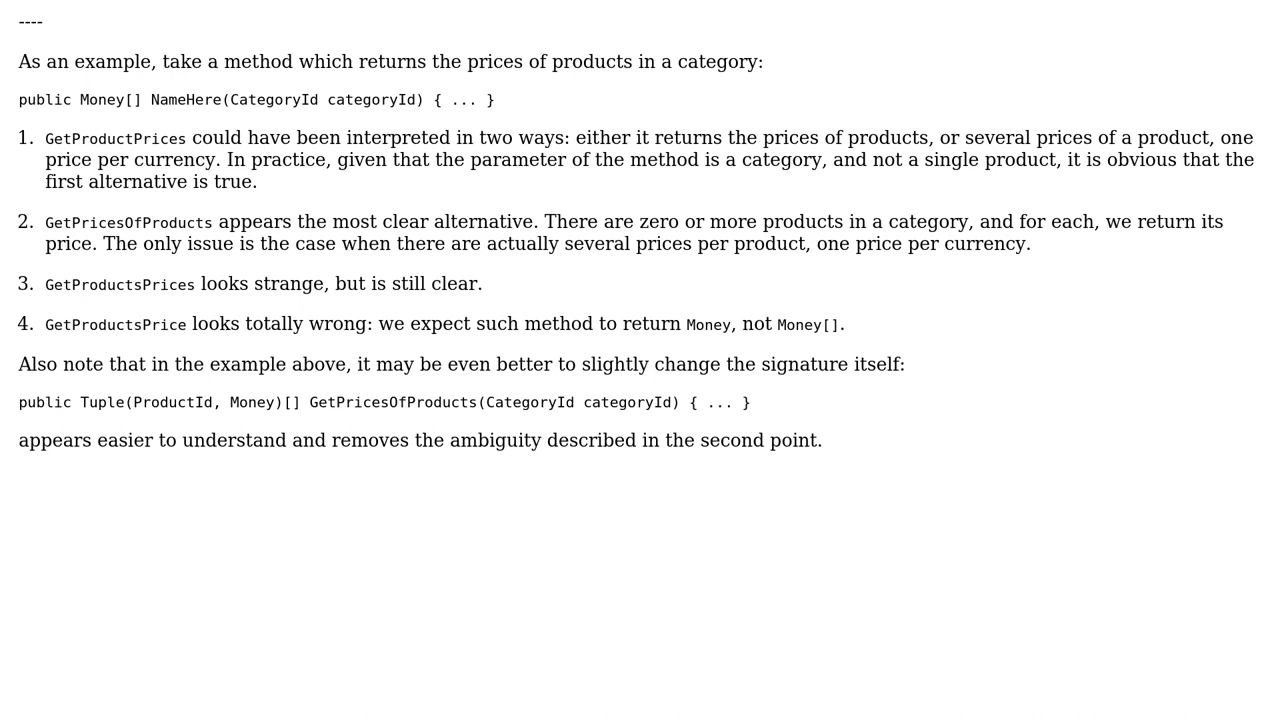 ----
As an example, take a method which returns the prices of products in a category:
public Money[] NameHere(CategoryId categoryId) { ... }
1. GetProductPrices could have been interpreted in two ways: either it returns the prices of products, or several prices of a product, one
price per currency. In practice, given that the parameter of the method is a category, and not a single product, it is obvious that the
first alternative is true.
2. GetPricesOfProducts appears the most clear alternative. There are zero or more products in a category, and for each, we return its
price. The only issue is the case when there are actually several prices per product, one price per currency.
3. GetProductsPrices looks strange, but is still clear.
4. GetProductsPrice looks totally wrong: we expect such method to return Money, not Money[].
Also note that in the example above, it may be even better to slightly change the signature itself:
public Tuple(ProductId, Money)[] GetPricesOfProducts(CategoryId categoryId) { ... }
appears easier to understand and removes the ambiguity described in the second point.